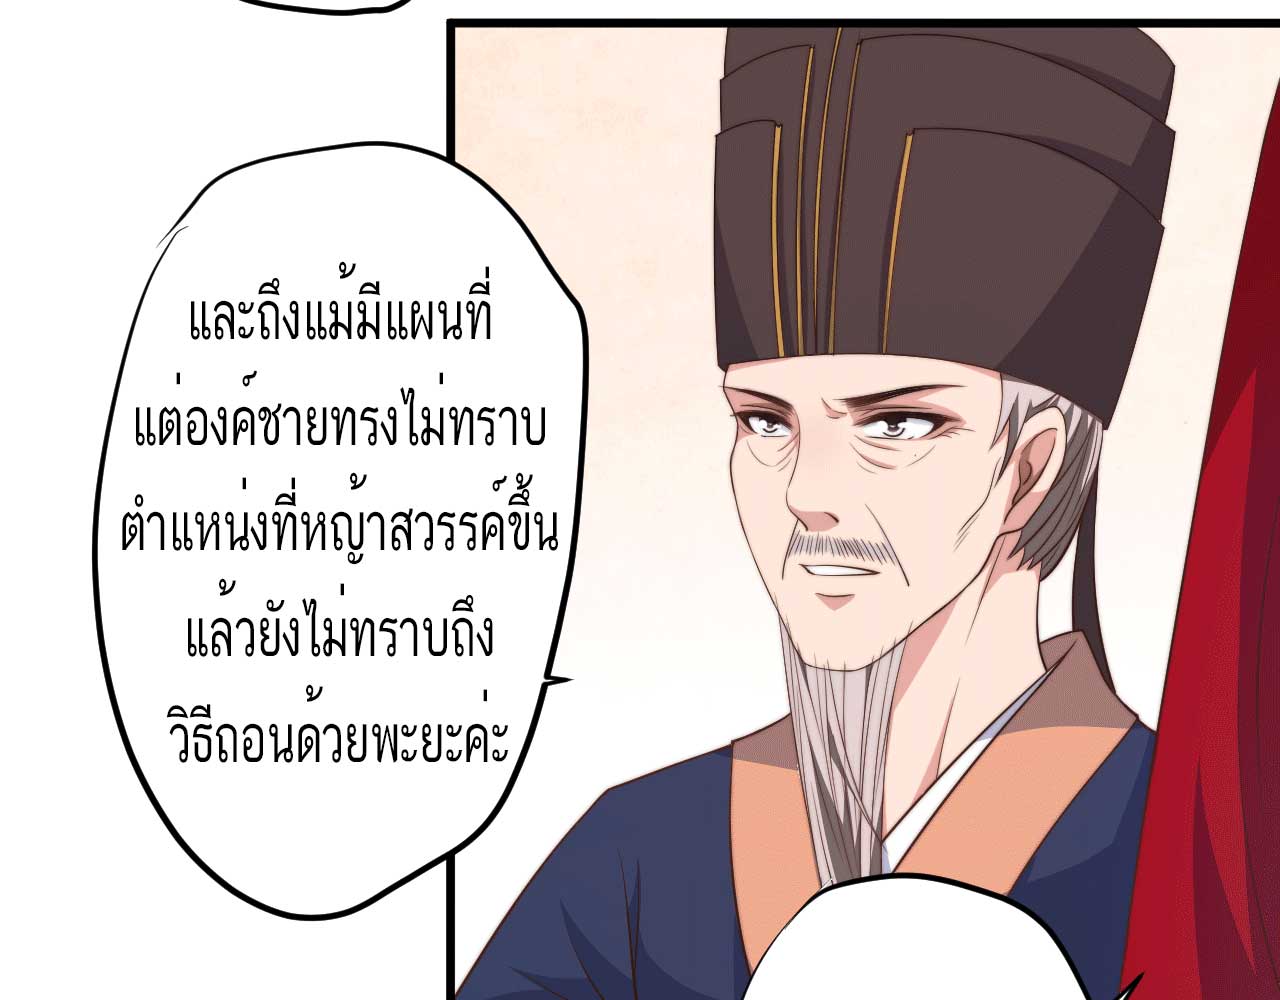 และถึงแม้มีแผนที่
แต่องค์ชายทรงไม่ทราบ
ตำแหน่งที่หญ้าสวรรค์ขึ้น
แล้วยังไม่ทราบถึง
วิธีถอนด้วยพะยะค่ะ